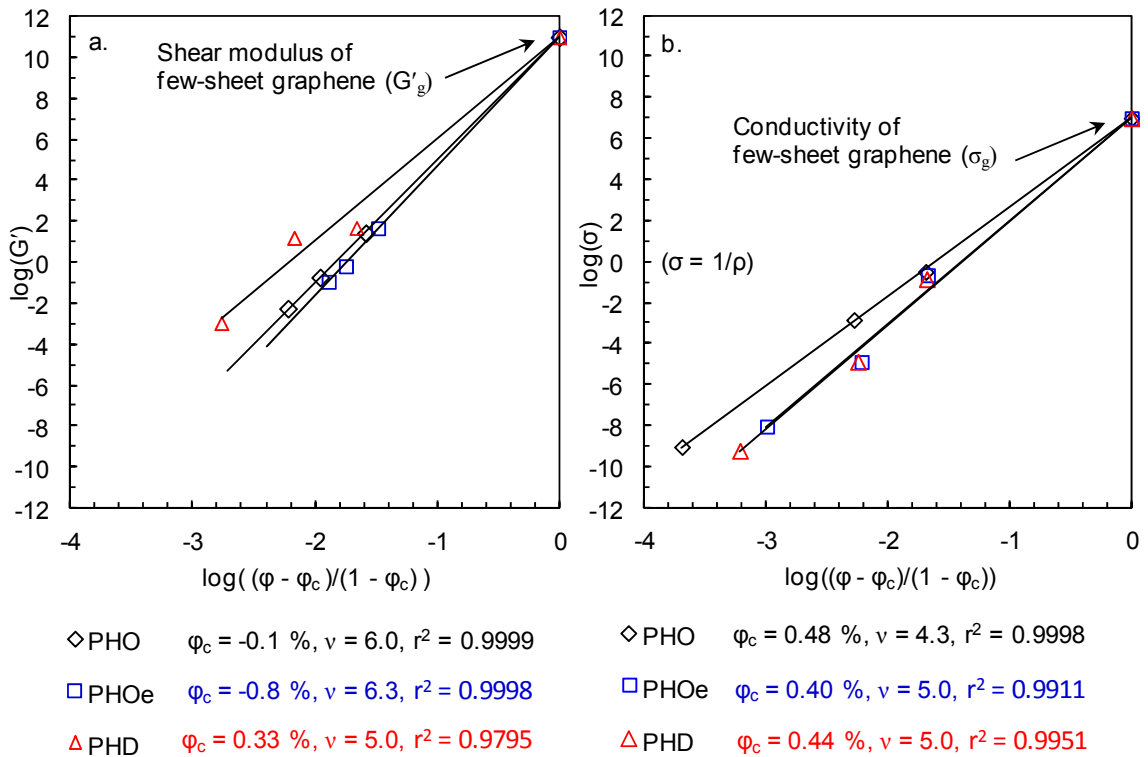 a.
Shear modulus of
few-sheet graphene (G′g)
log(G′)
12
10
8
6
4
2
0
-2
-4
-6
-8
-10
-12
-4
-3
-2
-1
0
log( (φ - φc )/(1 - φc) )
◇ PHO φc = -0.1 %, ν = 6.0, r² = 0.9999
□ PHOe φc = -0.8 %, ν = 6.3, r² = 0.9998
△ PHD φc = 0.33 %, ν = 5.0, r² = 0.9795
b.
Conductivity of
few-sheet graphene (σg)
(σ = 1/ρ)
log(σ)
12
10
8
6
4
2
0
-2
-4
-6
-8
-10
-12
-4
-3
-2
-1
0
log((φ - φc)/(1 - φc))
◇ PHO φc = 0.48 %, ν = 4.3, r² = 0.9998
□ PHOe φc = 0.40 %, ν = 5.0, r² = 0.9911
△ PHD φc = 0.44 %, ν = 5.0, r² = 0.9951